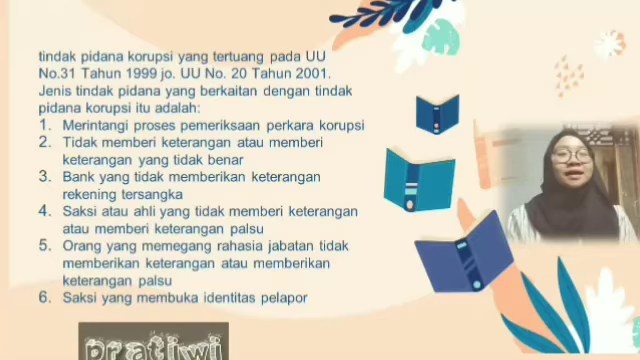 tindak pidana korupsi yang tertuang pada UU
No.31 Tahun 1999 jo. UU No. 20 Tahun 2001.
Jenis tindak pidana yang berkaitan dengan tindak
pidana korupsi itu adalah:
1. Merintangi proses pemeriksaan perkara korupsi
2. Tidak memberi keterangan atau memberi
keterangan yang tidak benar
3. Bank yang tidak memberikan keterangan
rekening tersangka
4. Saksi atau ahli yang tidak memberi keterangan
atau memberi keterangan palsu
5. Orang yang memegang rahasia jabatan tidak
memberikan keterangan atau memberikan
keterangan palsu
6. Saksi yang membuka identitas pelapor
pratiwi